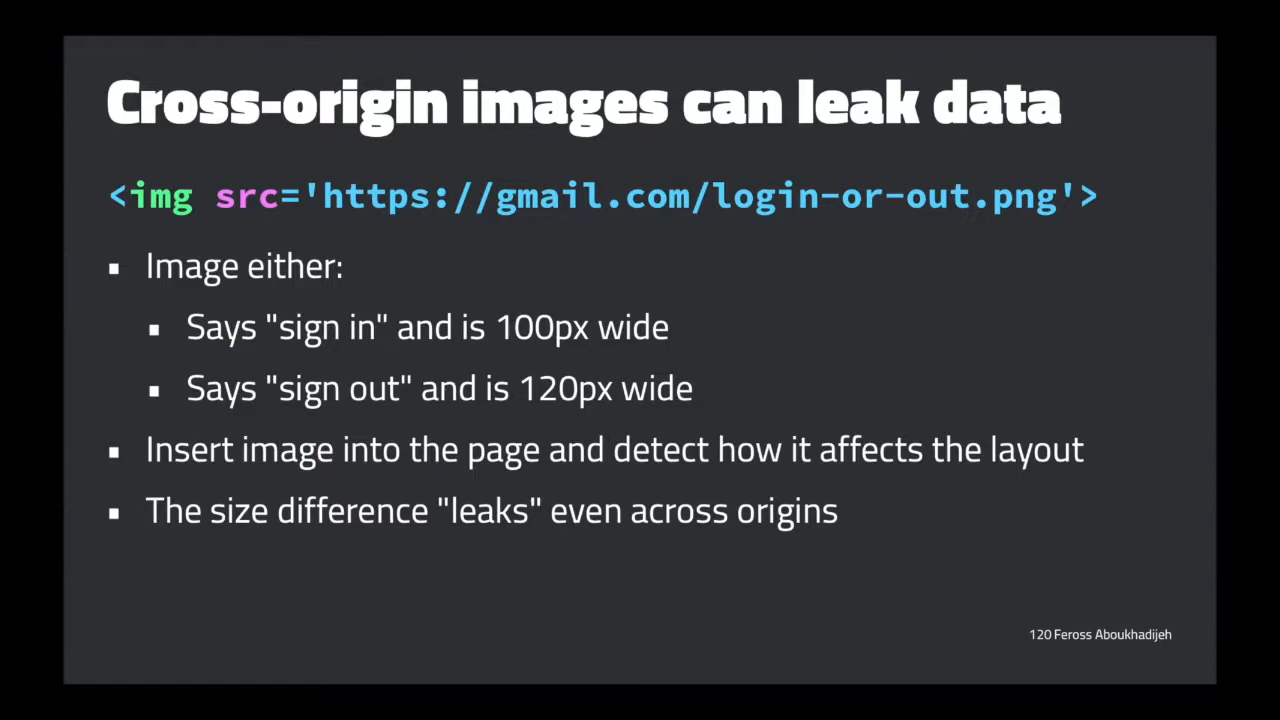 Cross-origin images can leak data
<img src='https://gmail.com/login-or-out.png'>
▪ Image either:
▪ Says "sign in" and is 100px wide
▪ Says "sign out" and is 120px wide
▪ Insert image into the page and detect how it affects the layout
▪ The size difference "leaks" even across origins
120 Feross Aboukhadijeh